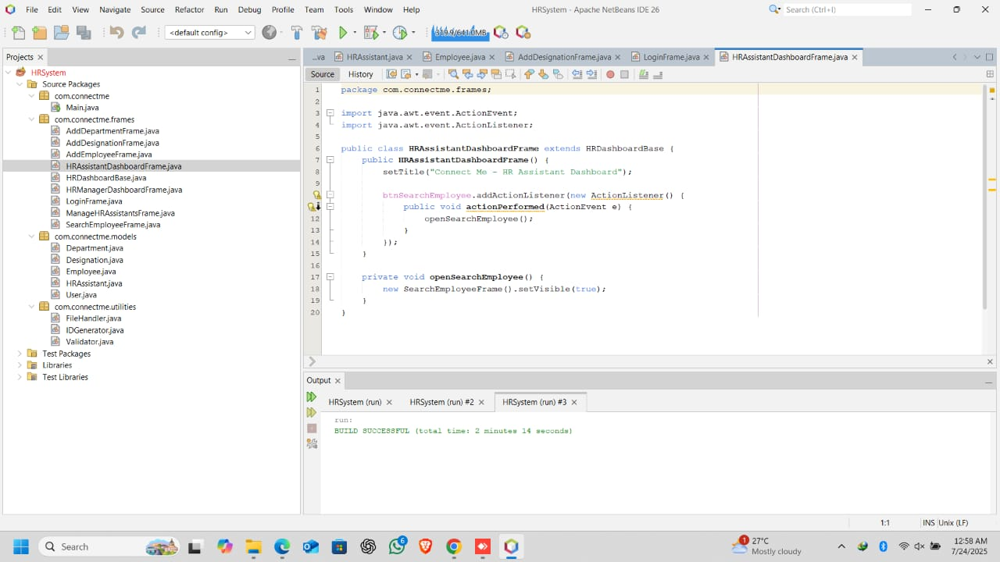 File Edit View Navigate Source Refactor Run Debug Profile Team Tools Window Help
HRSystem - Apache NetBeans IDE 26
Search (Ctrl+I)
<default config>
319.9/641.0MB
Projects
HRSystem
Source Packages
com.connectme
Main.java
com.connectme.frames
AddDepartmentFrame.java
AddDesignationFrame.java
AddEmployeeFrame.java
HRAssistantDashboardFrame.java
HRDashboardBase.java
HRManagerDashboardFrame.java
LoginFrame.java
ManageHRAssistantsFrame.java
SearchEmployeeFrame.java
com.connectme.models
Department.java
Designation.java
Employee.java
HRAssistant.java
User.java
com.connectme.utilities
FileHandler.java
IDGenerator.java
Validator.java
Test Packages
Libraries
Test Libraries
...va HRAssistant.java Employee.java AddDesignationFrame.java LoginFrame.java HRAssistantDashboardFrame.java
Source History
1 package com.connectme.frames;
2
3 import java.awt.event.ActionEvent;
4 import java.awt.event.ActionListener;
5
6 public class HRAssistantDashboardFrame extends HRDashboardBase {
7 public HRAssistantDashboardFrame() {
8 setTitle("Connect Me - HR Assistant Dashboard");
9
btnSearchEmployee.addActionListener(new ActionListener() {
public void actionPerformed(ActionEvent e) {
12 openSearchEmployee();
13 }
14 });
15 }
16
17 private void openSearchEmployee() {
18 new SearchEmployeeFrame().setVisible(true);
19 }
20 }
Output
HRSystem (run) HRSystem (run) #2 HRSystem (run) #3
run:
BUILD SUCCESSFUL (total time: 2 minutes 14 seconds)
1:1 INS Unix (LF)
Search
6
1
27°C
Mostly cloudy
12:58 AM
7/24/2025